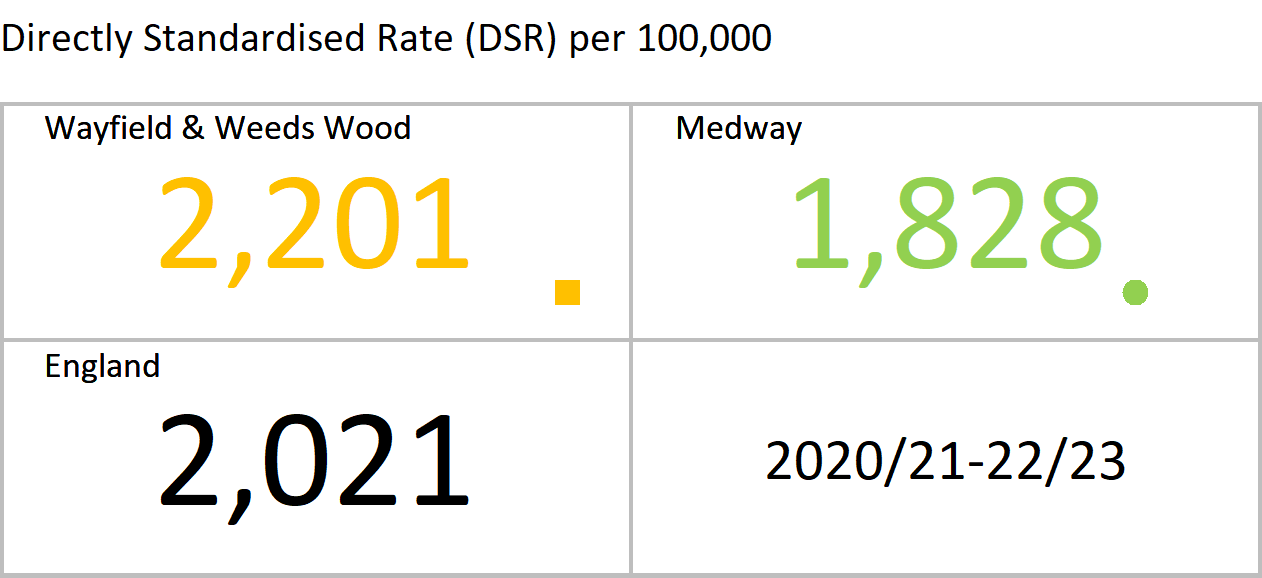 Directly Standardised Rate (DSR) per 100,000
Wayfield & Weeds Wood
2,201
Medway
1,828
England
2,021
2020/21-22/23